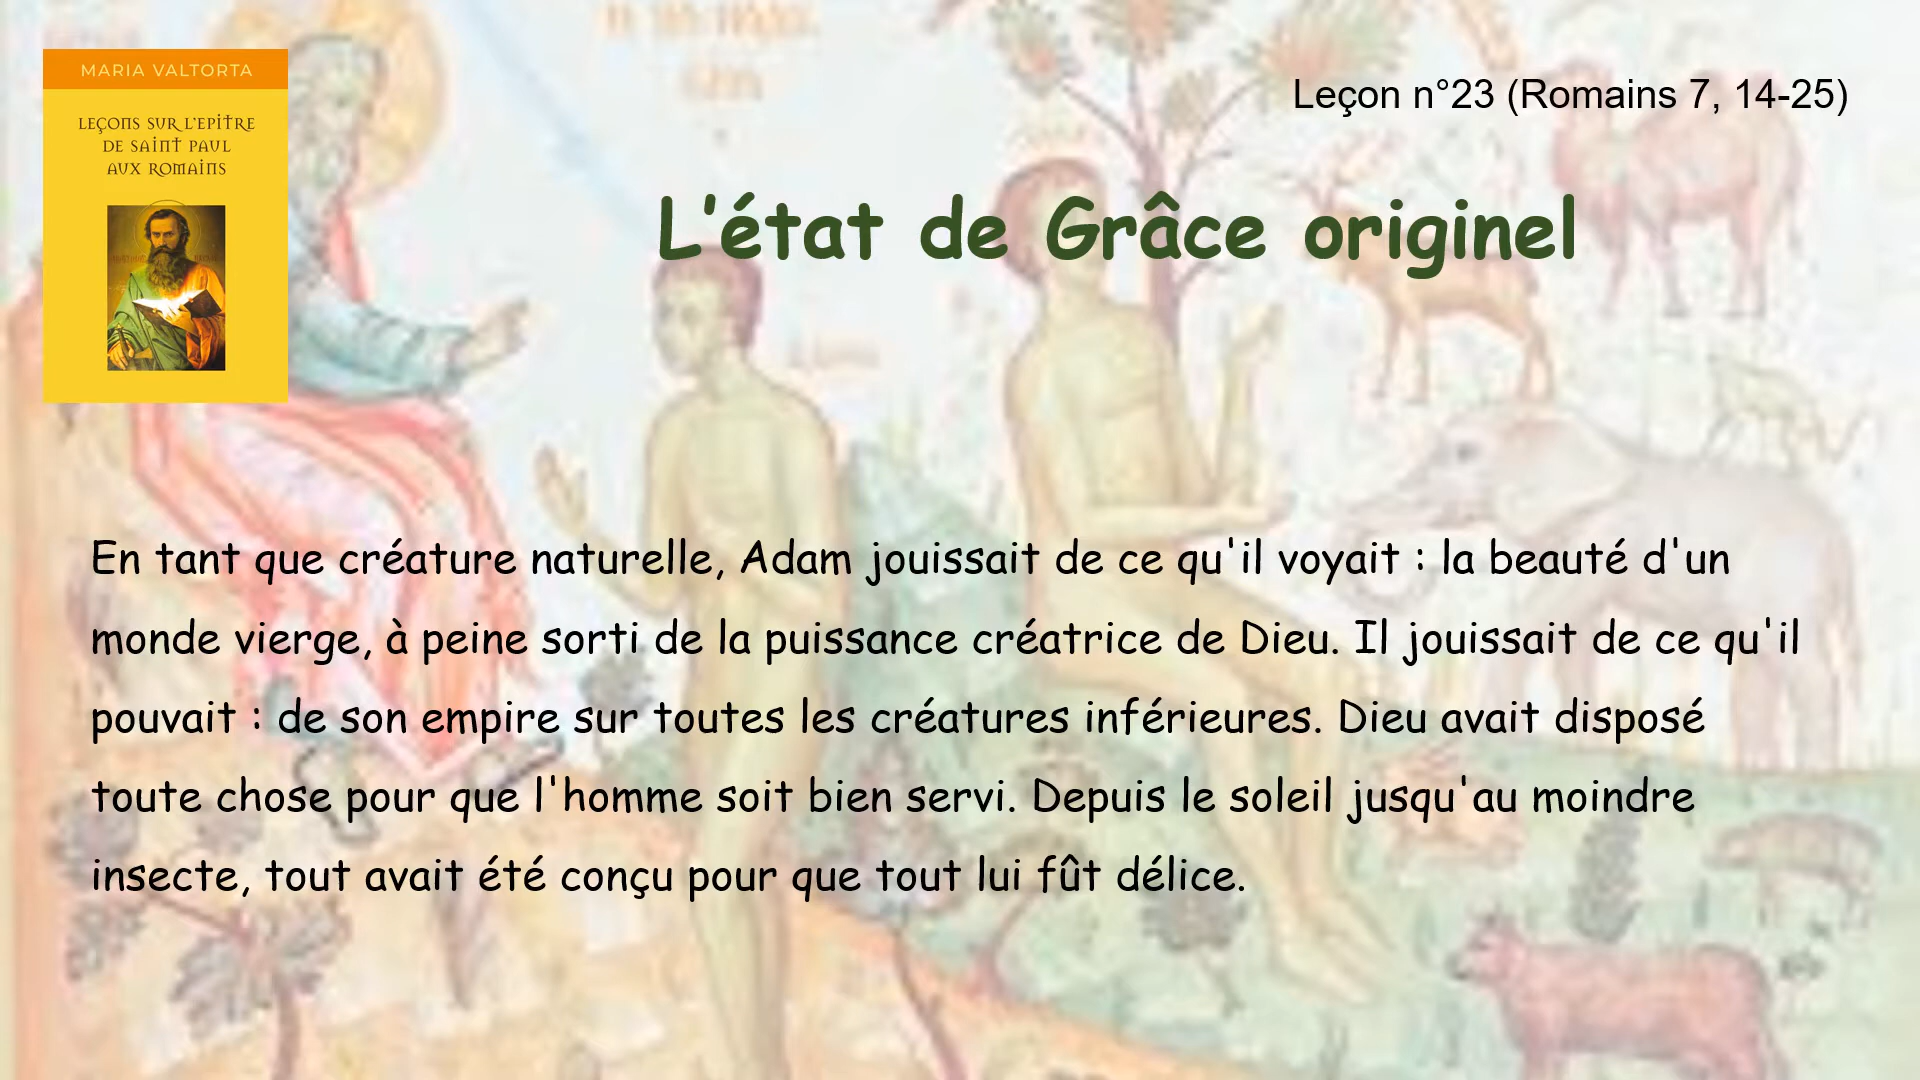 MARIA VALTORTA
LEÇONS SUR L'EPITRE
DE SAINT PAUL
AUX ROMAINS
Leçon n°23 (Romains 7, 14-25)
L'état de Grâce originel
En tant que créature naturelle, Adam jouissait de ce qu'il voyait : la beauté d'un
monde vierge, à peine sorti de la puissance créatrice de Dieu. Il jouissait de ce qu'il
pouvait : de son empire sur toutes les créatures inférieures. Dieu avait disposé
toute chose pour que l'homme soit bien servi. Depuis le soleil jusqu'au moindre
insecte, tout avait été conçu pour que tout lui fût délice.